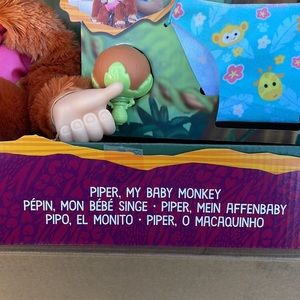 PIPER, MY BABY MONKEY
PÉPIN, MON BÉBÉ SINGE · PIPER, MEIN AFFENBABY
PIPO, EL MONITO · PIPER, O MACAQUINHO